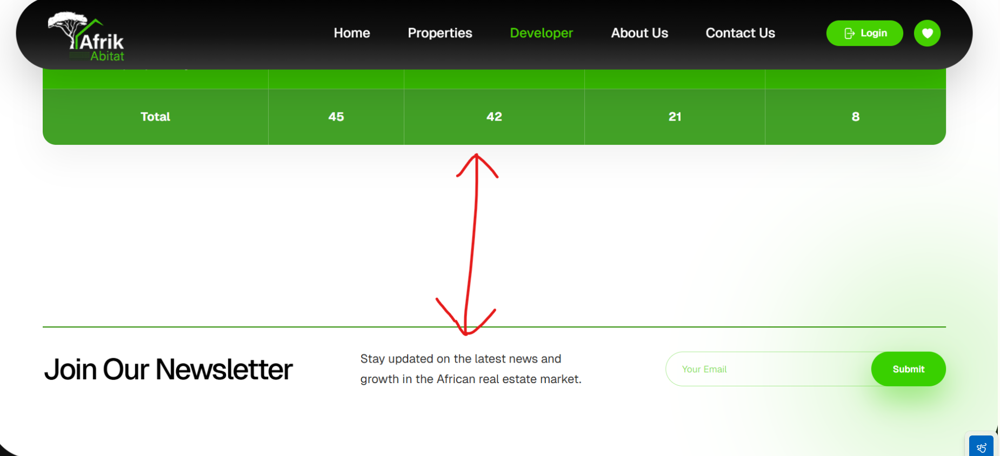 Afrik
Abitat
Home
Properties
Developer
About Us
Contact Us
Login
Total
45
42
21
8
Join Our Newsletter
Stay updated on the latest news and
growth in the African real estate market.
Your Email
Submit